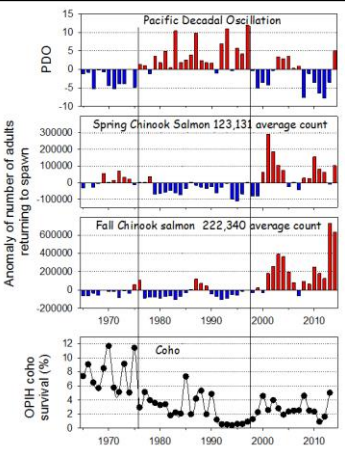 Pacific Decadal Oscillation
PDO
15
10
5
0
-5
-10
Spring Chinook Salmon 123,131 average count
Anomaly of number of adults
returning to spawn
300000
200000
100000
0
-100000
Fall Chinook salmon 222,340 average count
600000
400000
200000
0
-200000
1970 1980 1990 2000 2010
Coho
OPIH coho
survival (%)
12
10
8
6
4
2
0
1970 1980 1990 2000 2010